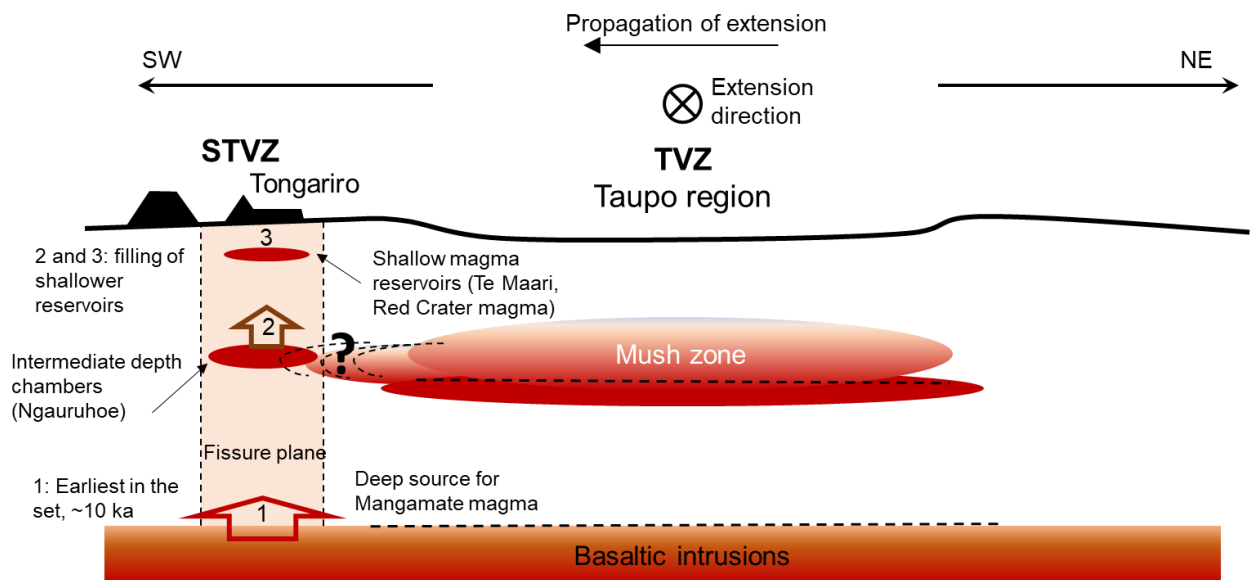 Propagation of extension
SW
NE
Extension
direction
STVZ
Tongariro
TVZ
Taupo region
3
2 and 3: filling of
shallower
reservoirs
Shallow magma
reservoirs (Te Maari,
Red Crater magma)
2
?
Mush zone
Intermediate depth
chambers
(Ngauruhoe)
Fissure plane
1: Earliest in the
set, ~10 ka
1
Deep source for
Mangamate magma
Basaltic intrusions